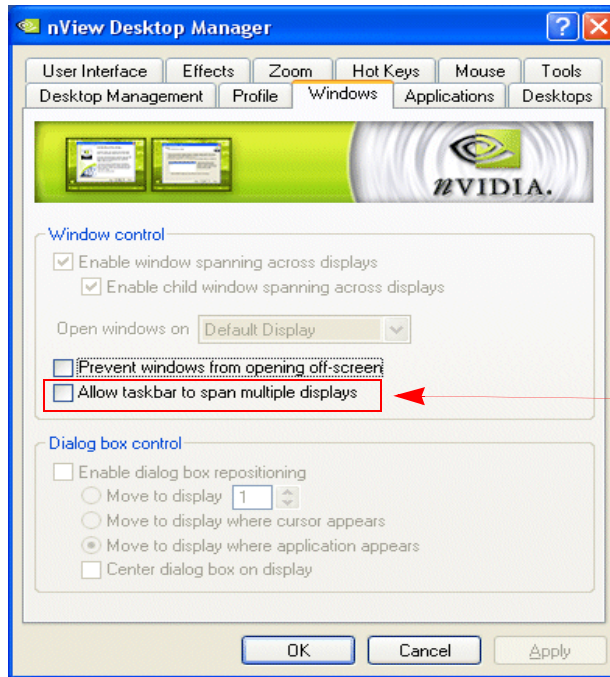 nView Desktop Manager
User Interface Effects Zoom Hot Keys Mouse Tools
Desktop Management Profile Windows Applications Desktops
nVIDIA.
Window control
Enable window spanning across displays
Enable child window spanning across displays
Open windows on Default Display
Prevent windows from opening off-screen
Allow taskbar to span multiple displays
Dialog box control
Enable dialog box repositioning
Move to display 1
Move to display where cursor appears
Move to display where application appears
Center dialog box on display
OK Cancel Apply